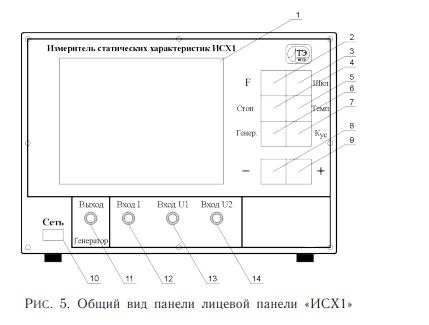 1
Измеритель статических характеристик ИСХ1
ТЭ
2
3
4
F
Шкл
5
Стоп
Темп
6
Генер.
Кус
7
8
− +
9
Выход
Вход I Вход U1 Вход U2
Сеть
Генератор
10 11 12 13 14
Рис. 5. Общий вид панели лицевой панели «ИСХ1»